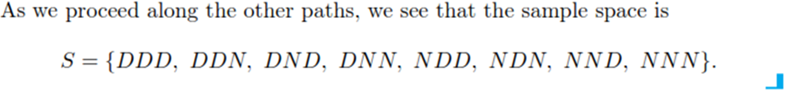 As we proceed along the other paths, we see that the sample space is
S = {DDD, DDN, DND, DNN, NDD, NDN, NND, NNN}.